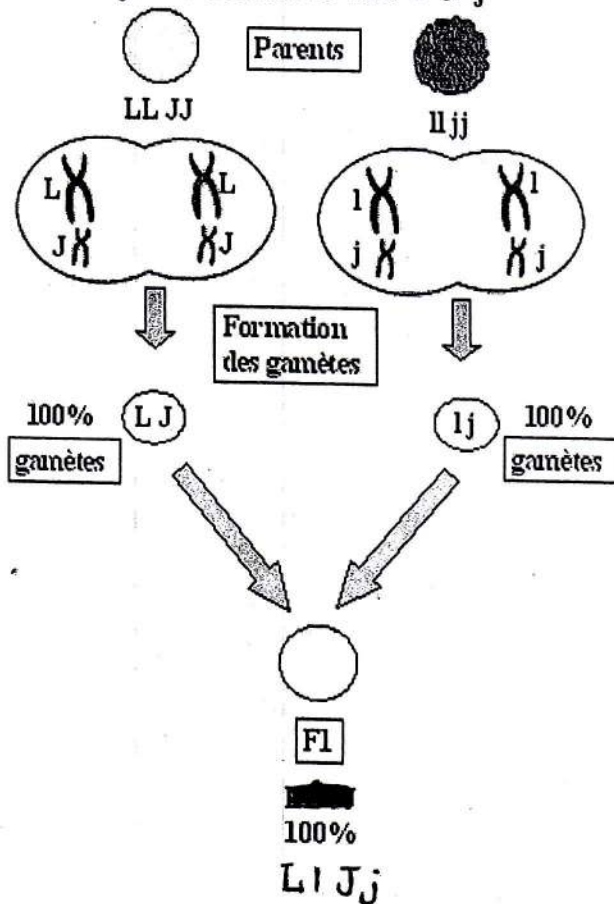 Parents
LL JJ
ll jj
L L
J J
l l
j j
Formation
des gamètes
100% L J
gamètes
l j 100%
gamètes
F1
100%
Ll Jj